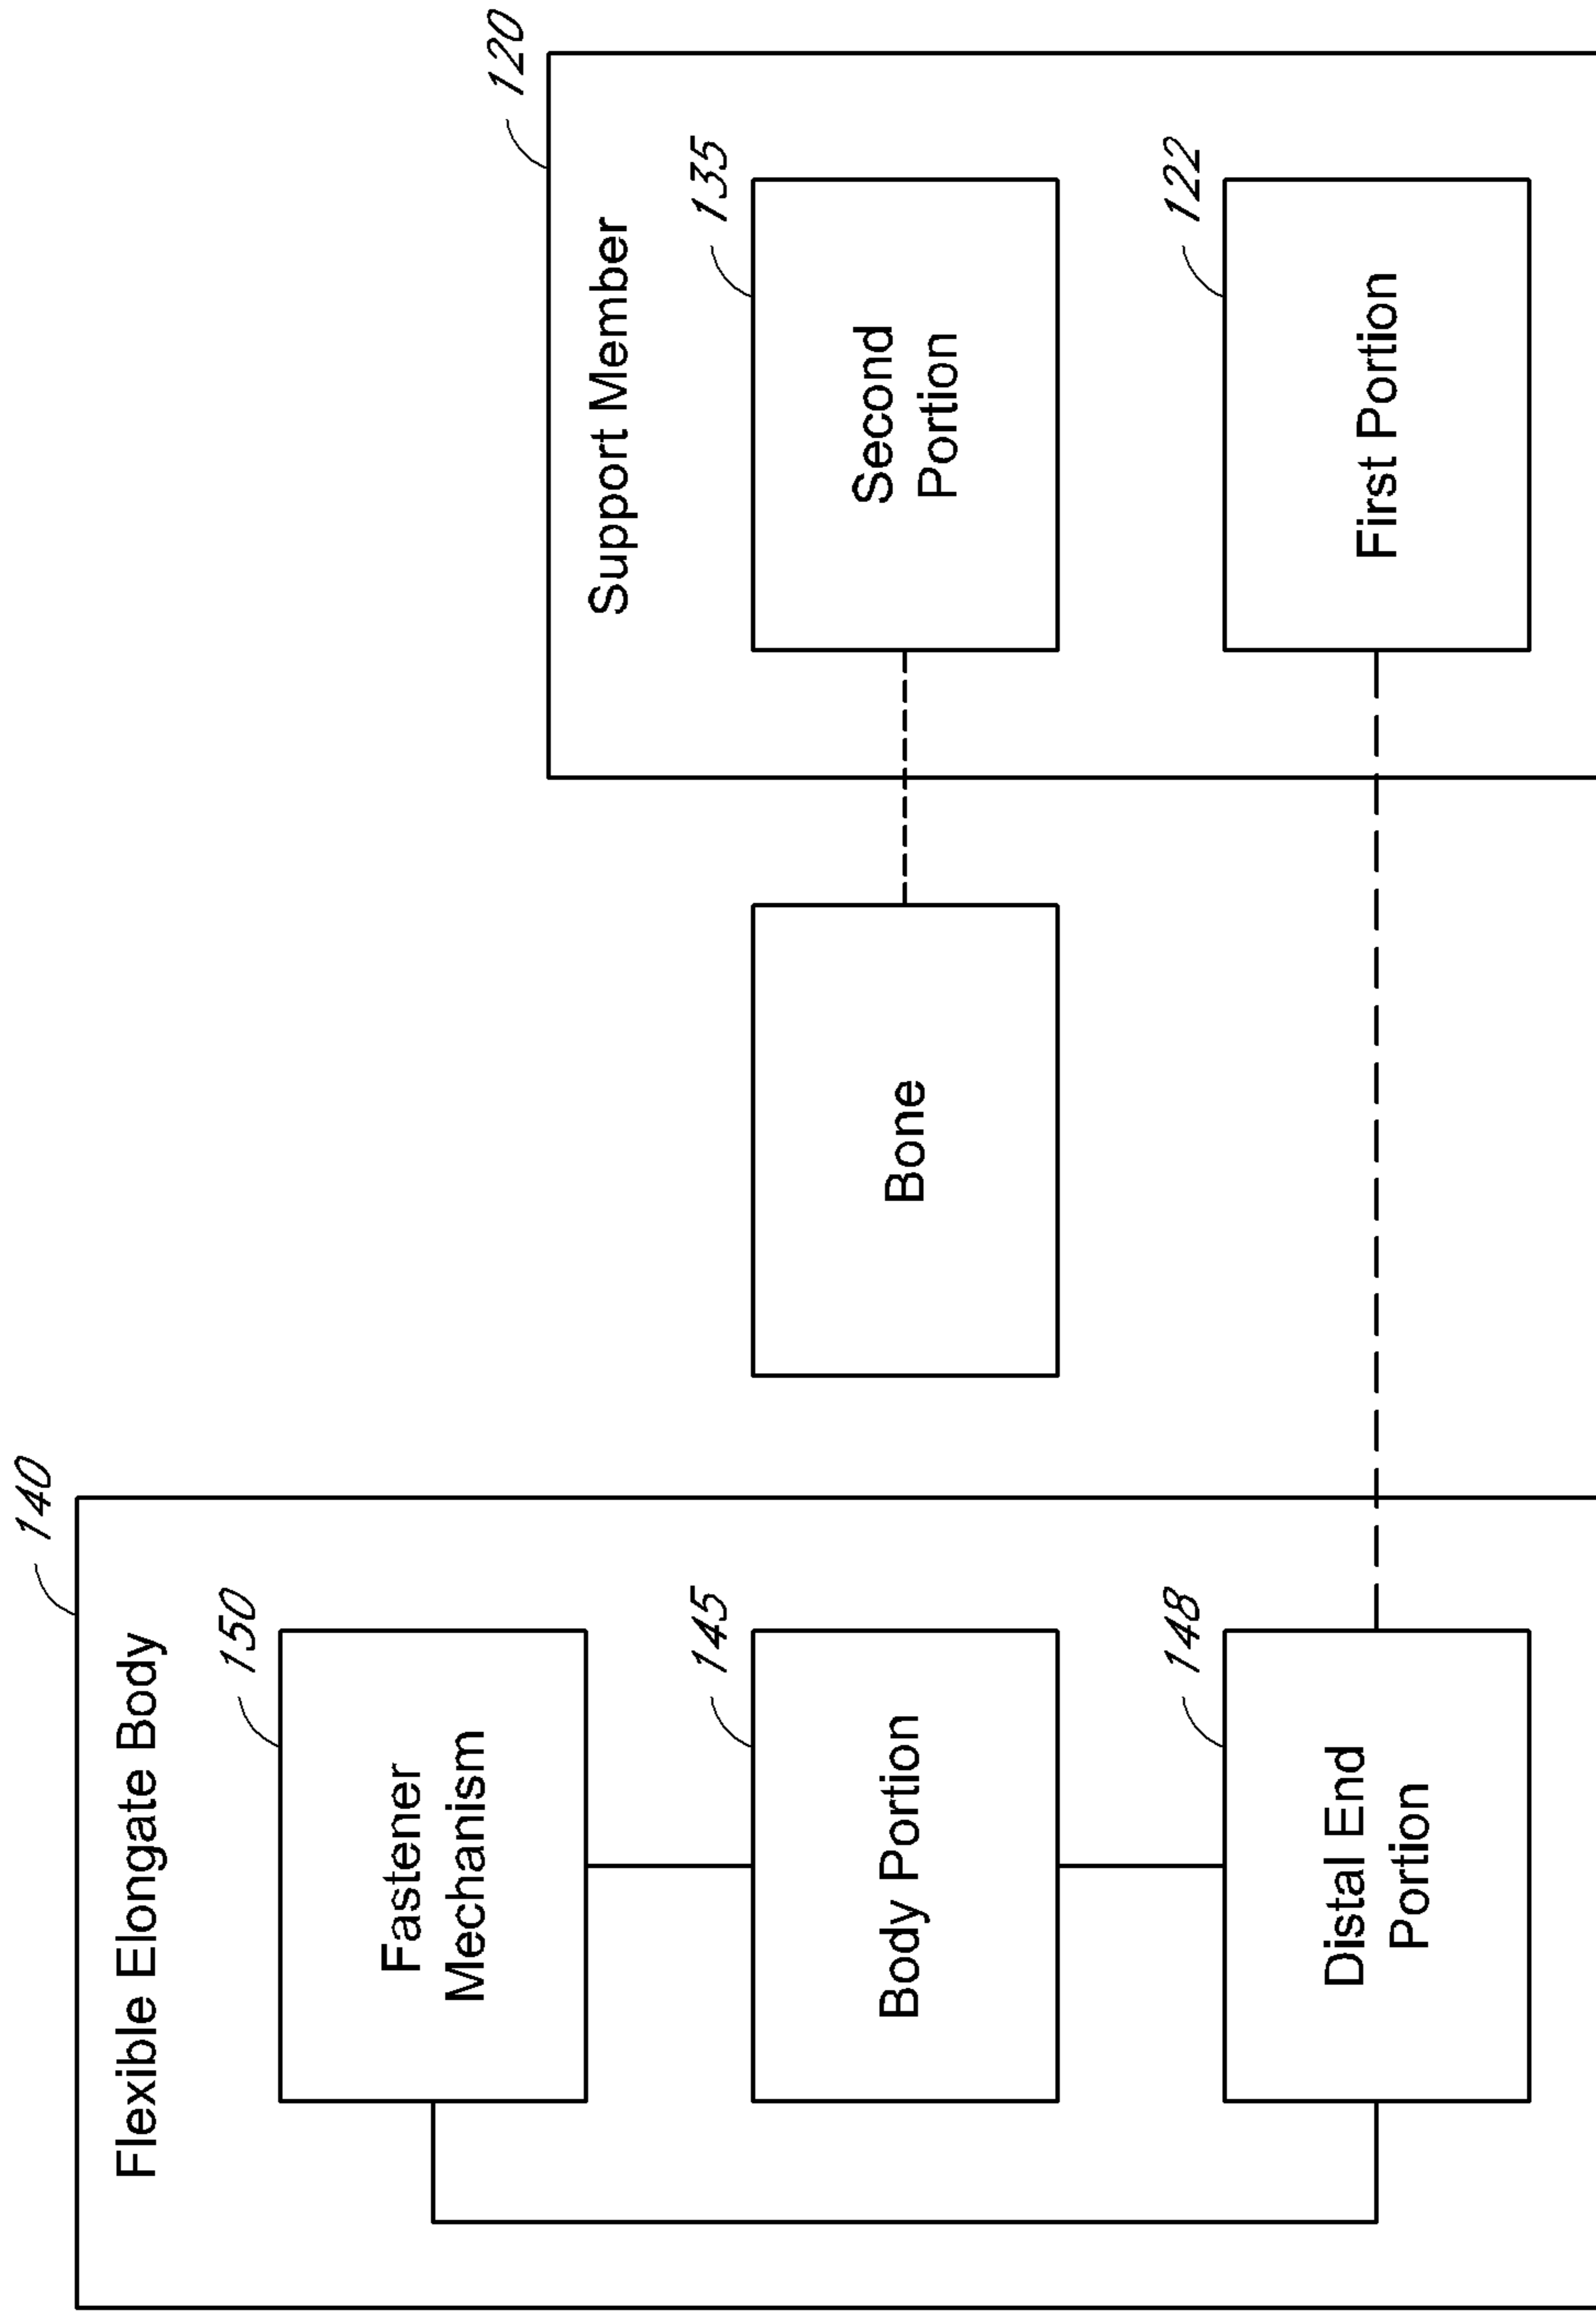 140
Flexible Elongate Body
150
Fastener
Mechanism
145
Body Portion
148
Distal End
Portion
Bone
120
Support Member
135
Second
Portion
122
First Portion